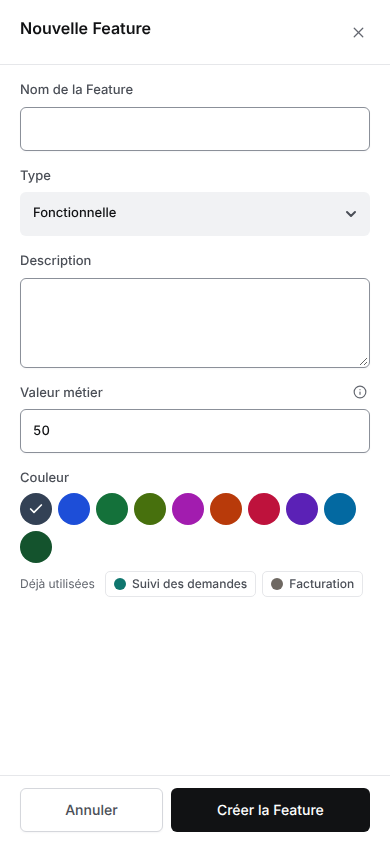 Nouvelle Feature
Nom de la Feature
Type
Fonctionnelle
Description
Valeur métier
50
Couleur
Déjà utilisées Suivi des demandes Facturation
Annuler Créer la Feature